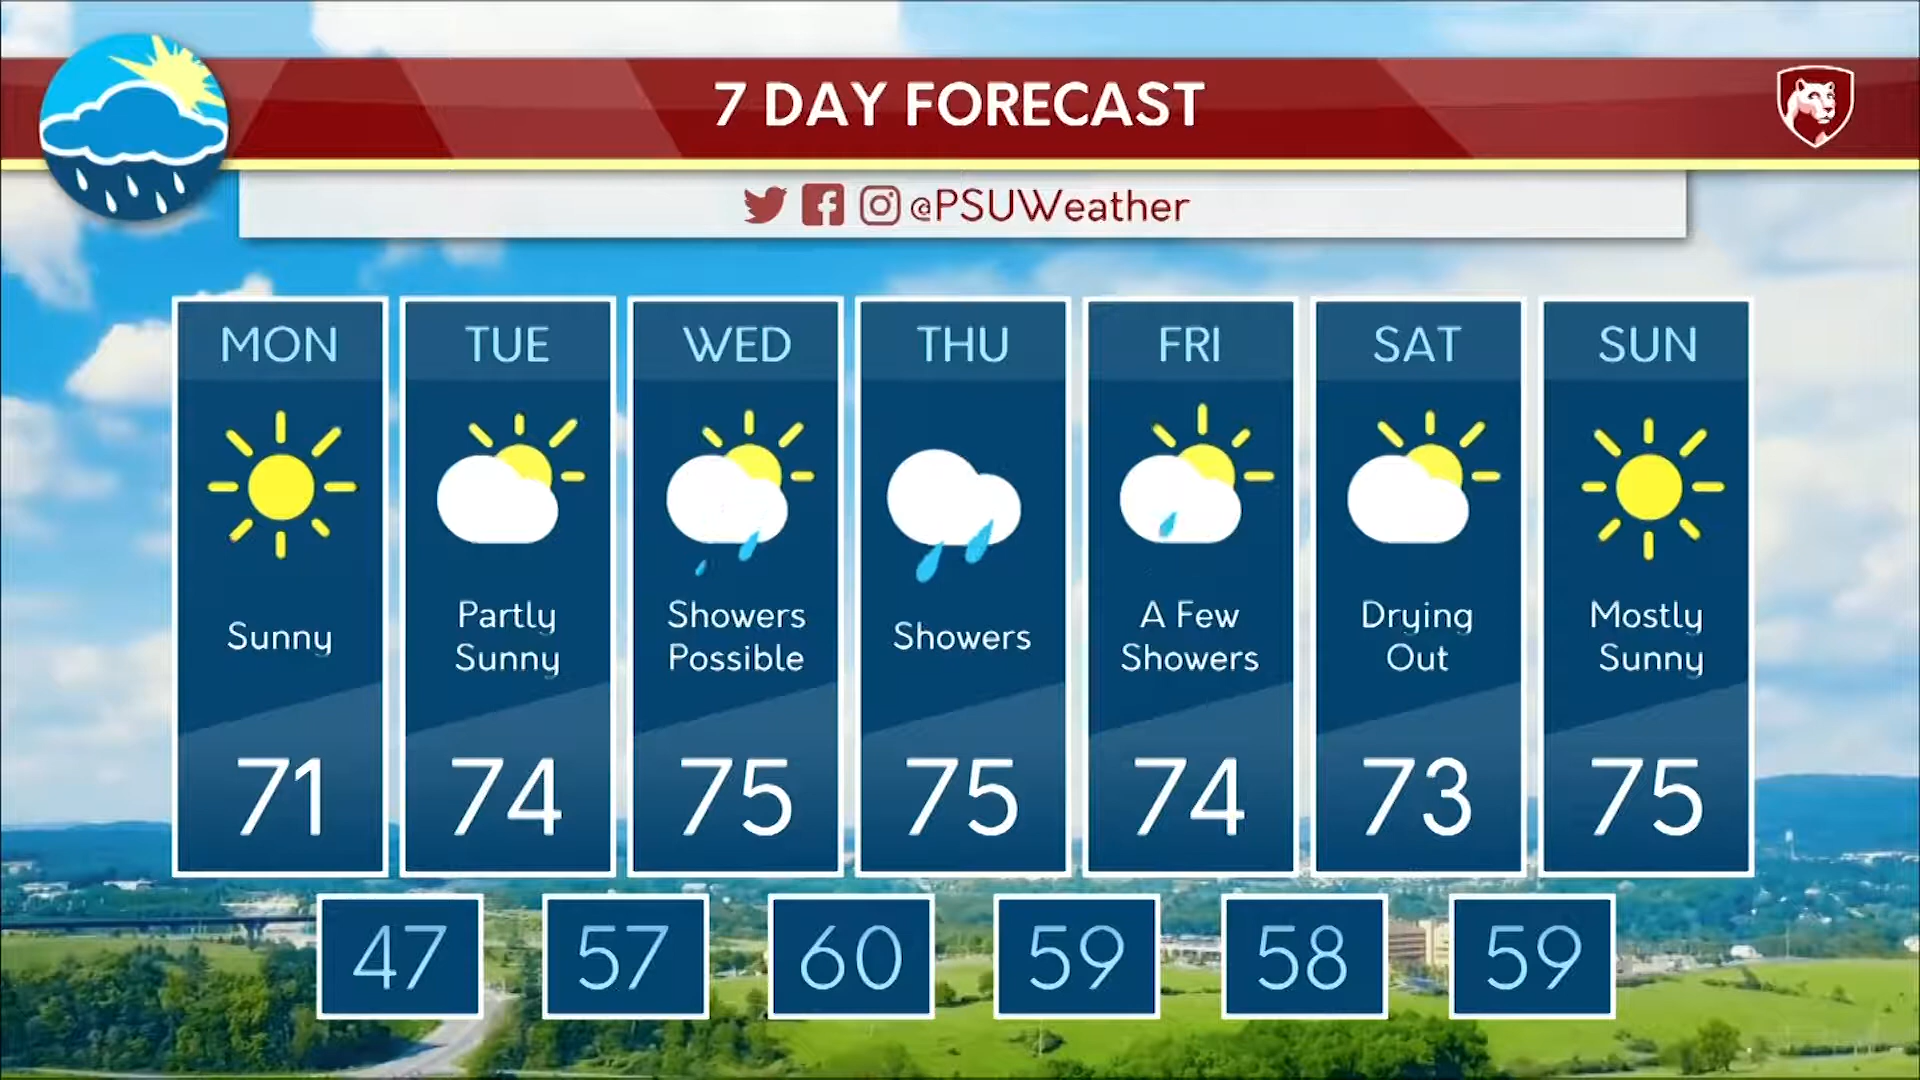 7 DAY FORECAST
@PSUWeather
MON
TUE
WED
THU
FRI
SAT
SUN
Sunny
Partly
Sunny
Showers
Possible
Showers
A Few
Showers
Drying
Out
Mostly
Sunny
71
74
75
75
74
73
75
47
57
60
59
58
59